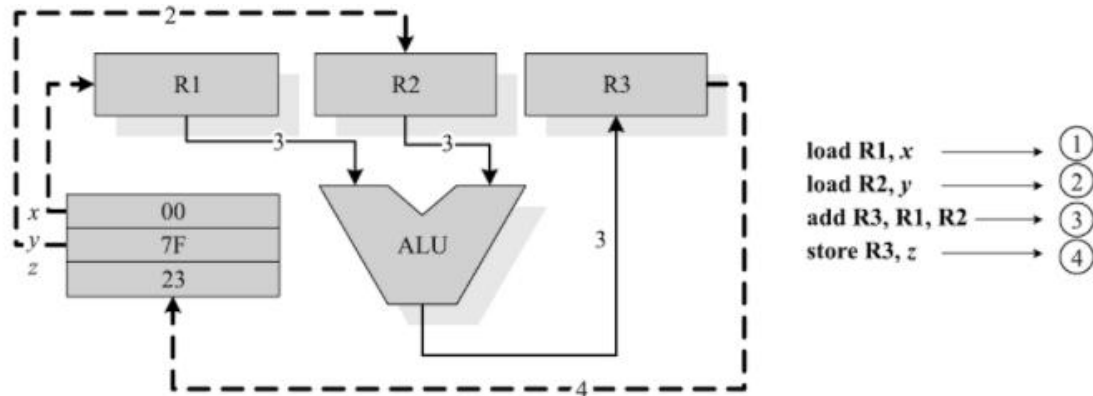 2
R1
R2
R3
3
3
load R1, x
1
load R2, y
2
add R3, R1, R2
3
store R3, z
4
x
00
y
7F
z
23
ALU
3
4